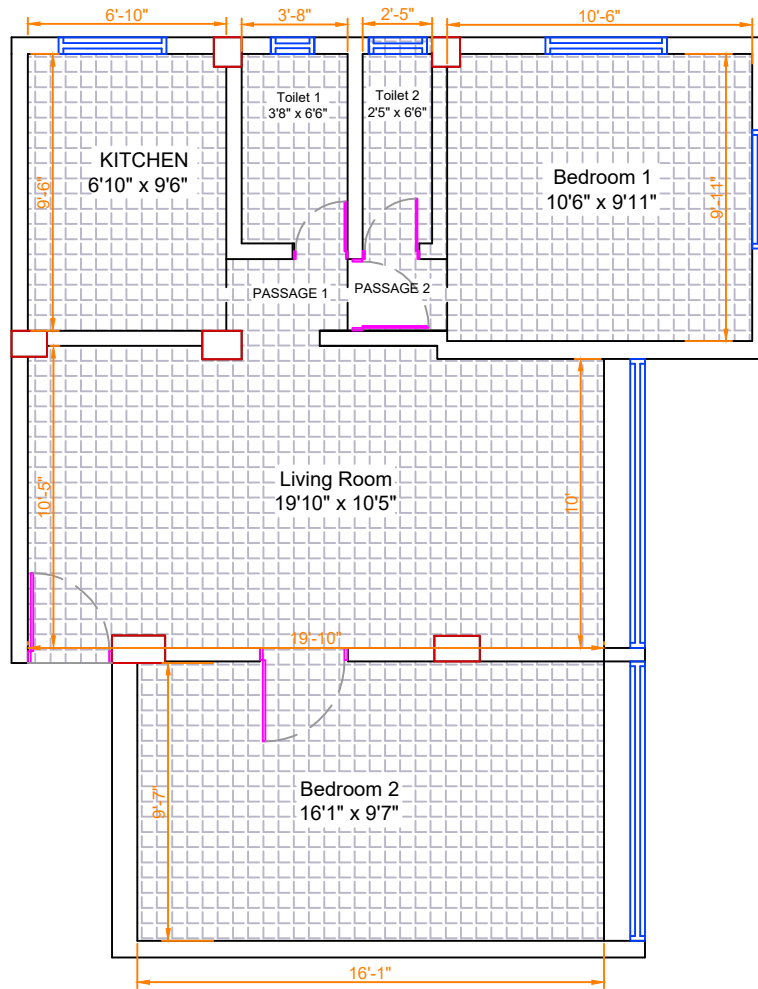 6'-10"
3'-8"
2'-5"
10'-6"
Toilet 1
3'8" x 6'6"
Toilet 2
2'5" x 6'6"
KITCHEN
6'10" x 9'6"
Bedroom 1
10'6" x 9'11"
9'-6"
9'-11"
PASSAGE 1
PASSAGE 2
Living Room
19'10" x 10'5"
10'-5"
10'
19'-10"
Bedroom 2
16'1" x 9'7"
9'-7"
16'-1"